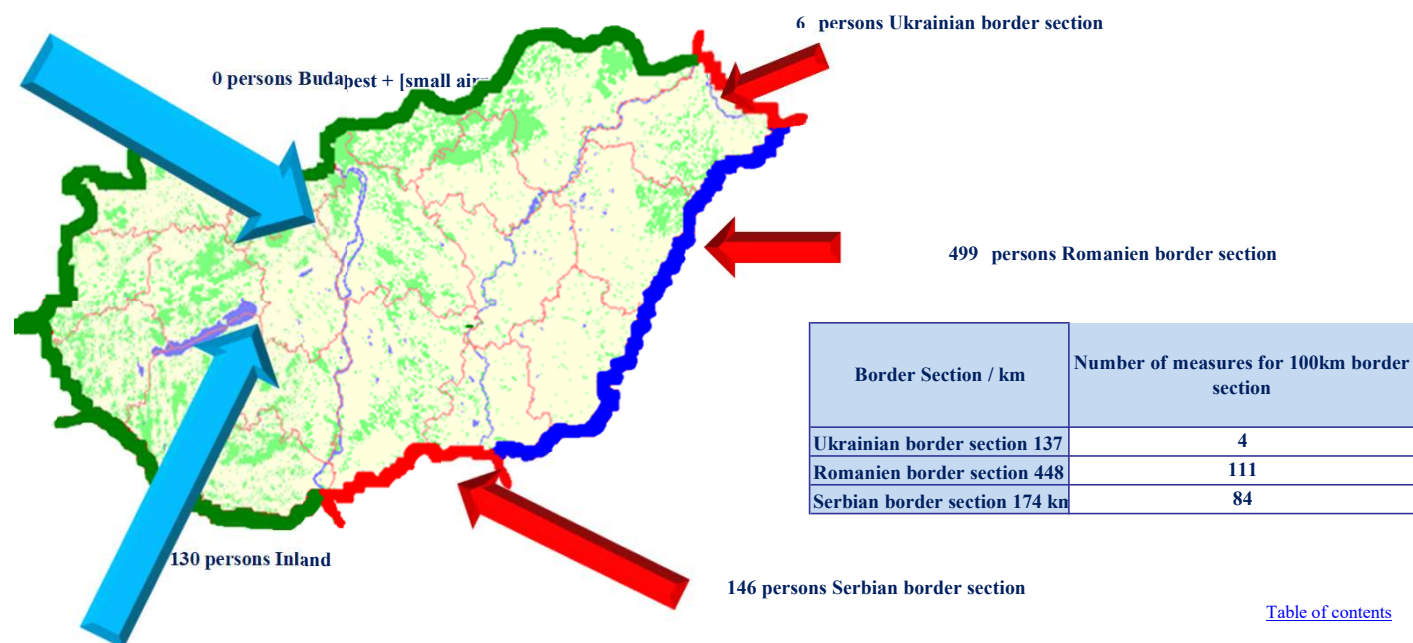 6 persons Ukrainian border section
0 persons Budapest + [small
499 persons Romanien border section
Border Section / km
Number of measures for 100km border
section
Ukrainian border section 137
4
Romanien border section 448
111
Serbian border section 174 km
84
130 persons Inland
146 persons Serbian border section
Table of contents